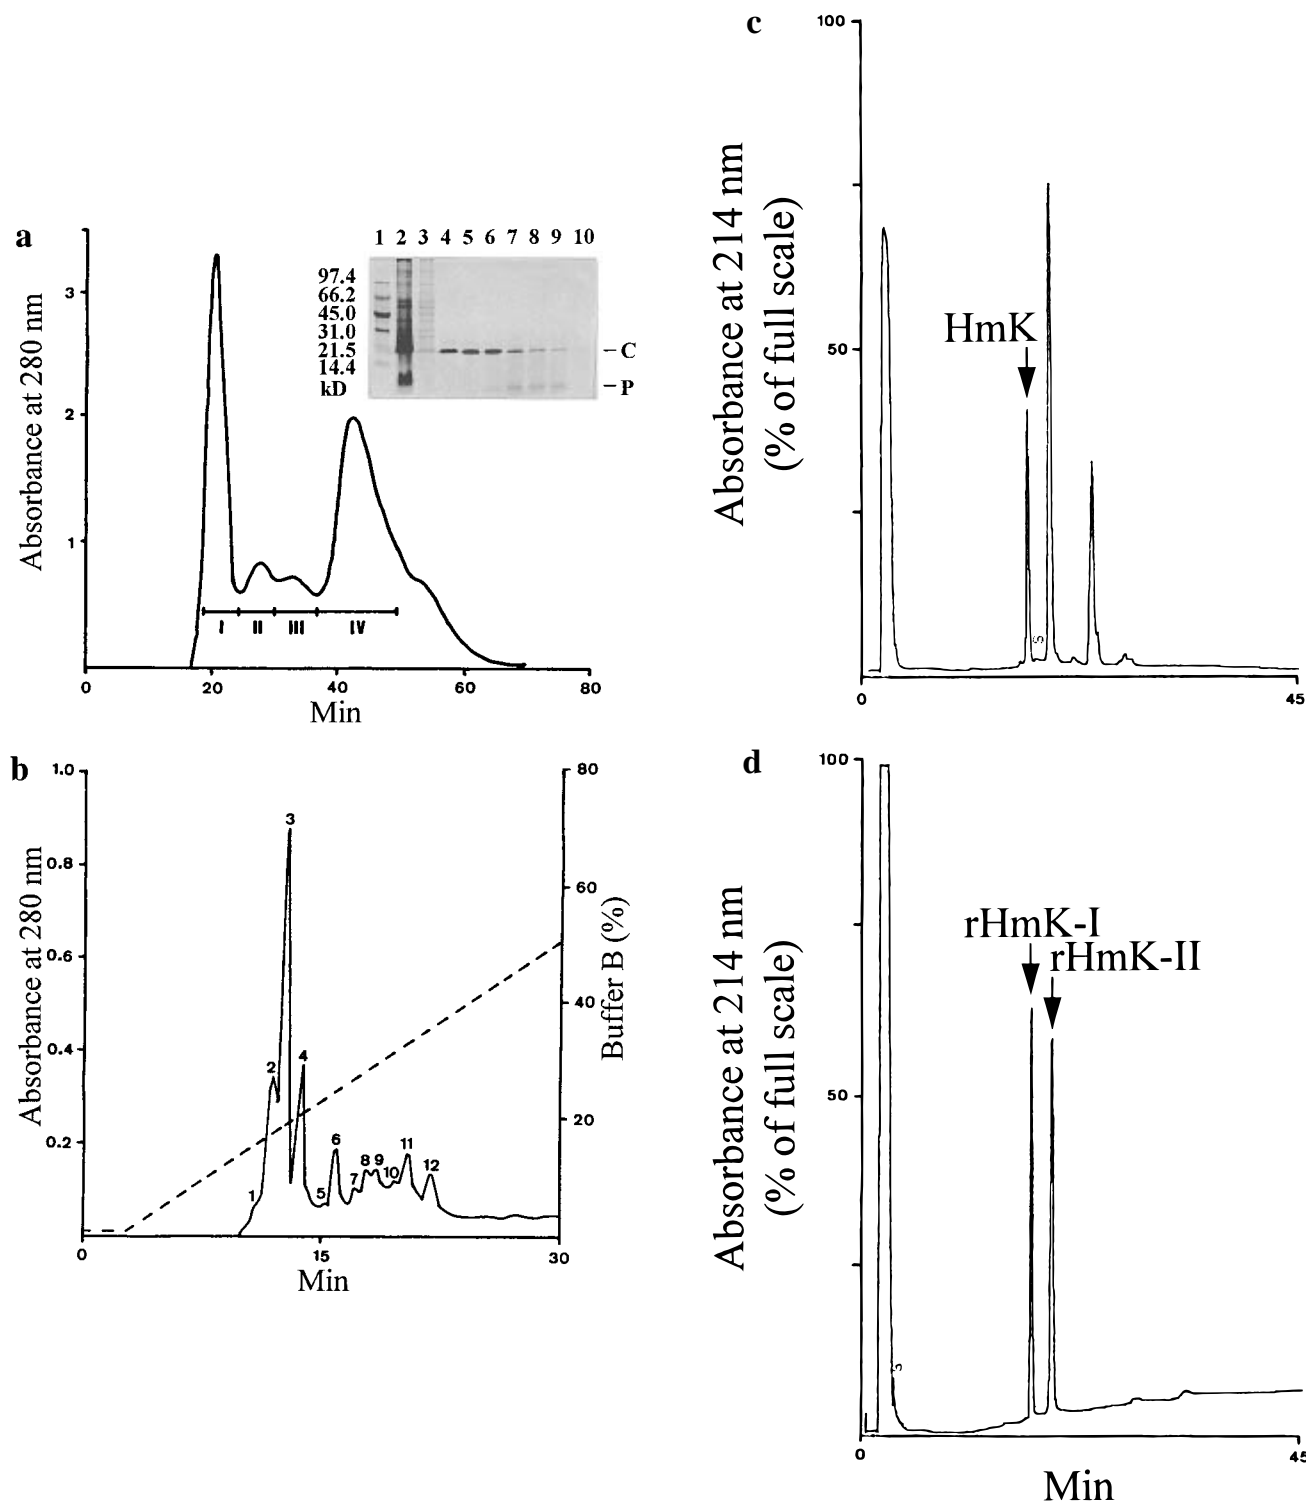 a
Absorbance at 280 nm
3
2
1
0 20 40 60 80
Min
I II III IV
1 2 3 4 5 6 7 8 9 10
97.4
66.2
45.0
31.0
21.5
14.4
kD
– C
– P
b
Absorbance at 280 nm
1.0
0.8
0.6
0.4
0.2
0 15 30
Min
80
60
40
20
Buffer B (%)
1 2 3 4 5 6 7 8 9 10 11 12
c
Absorbance at 214 nm
(% of full scale)
100
50
0 45
HmK
S
d
Absorbance at 214 nm
(% of full scale)
100
50
0 45
rHmK-I
rHmK-II
S
Min